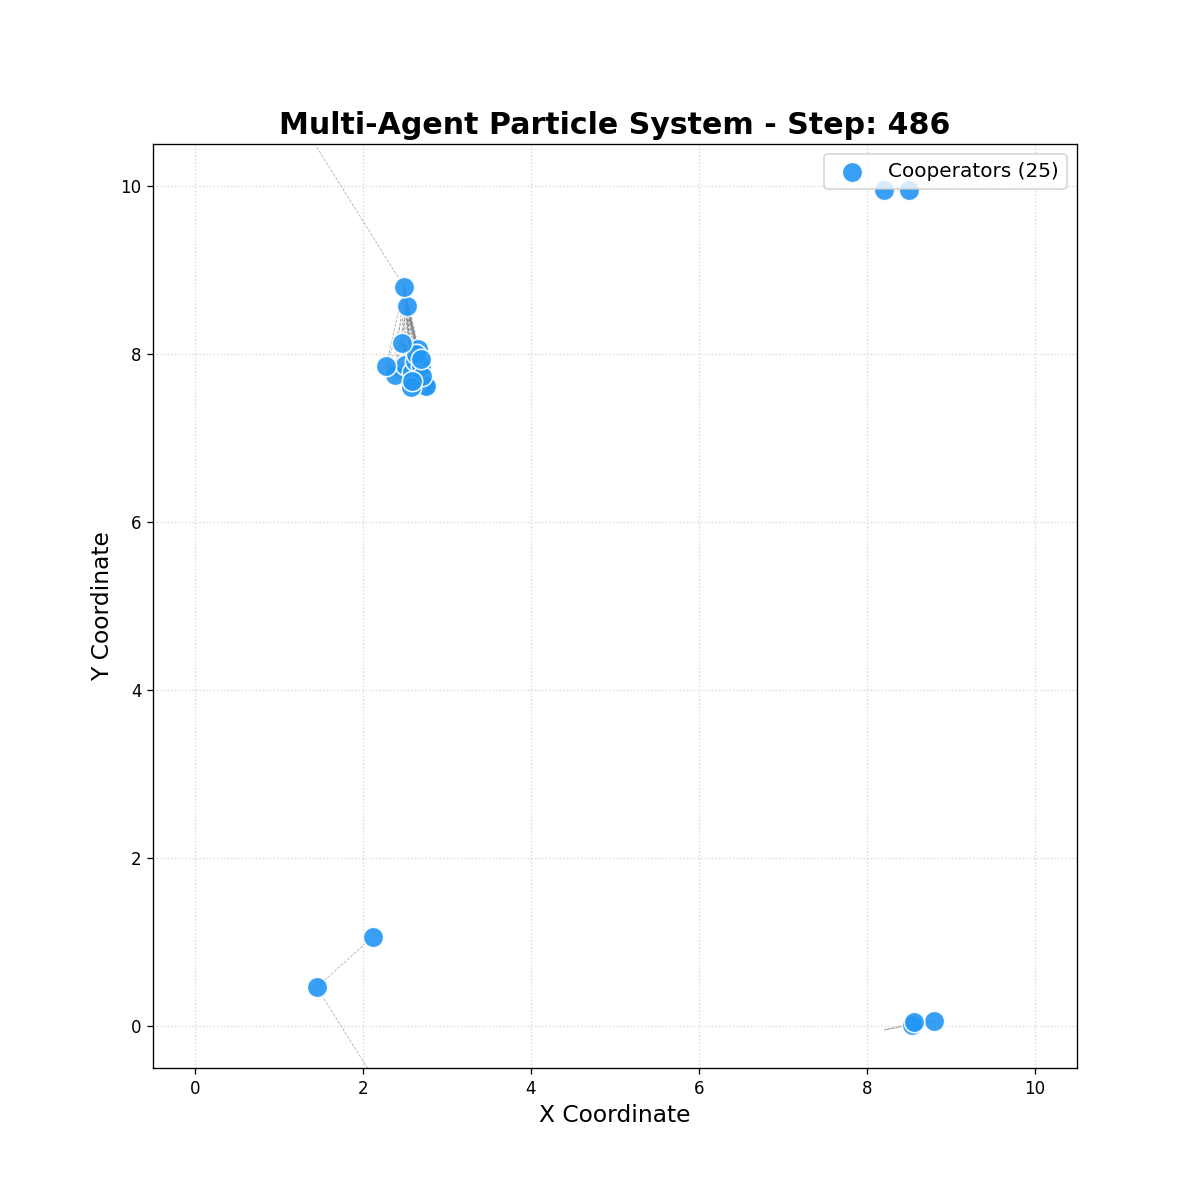 Multi-Agent Particle System - Step: 486
Cooperators (25)
10
8
6
4
2
0
Y Coordinate
0 2 4 6 8 10
X Coordinate